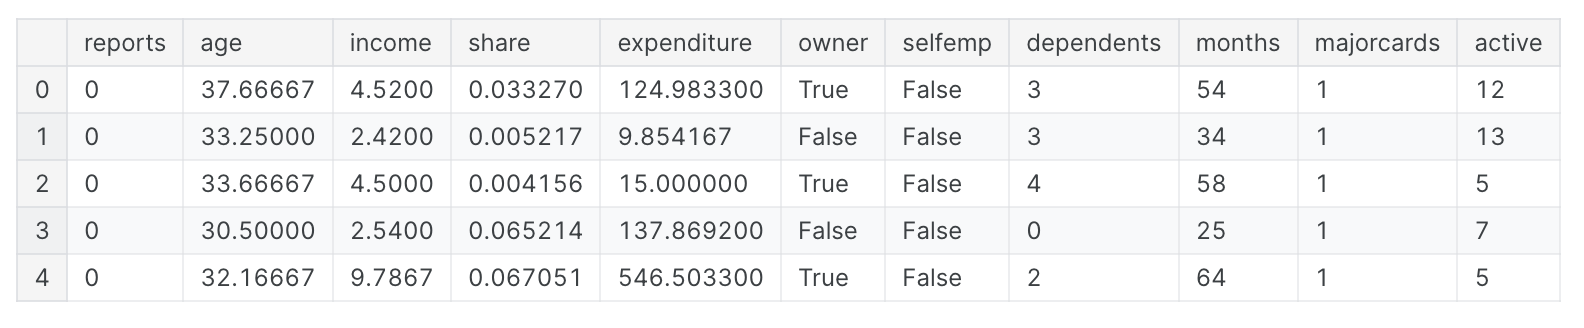 reports age income share expenditure owner selfemp dependents months majorcards active
0 0 37.66667 4.5200 0.033270 124.983300 True False 3 54 1 12
1 0 33.25000 2.4200 0.005217 9.854167 False False 3 34 1 13
2 0 33.66667 4.5000 0.004156 15.000000 True False 4 58 1 5
3 0 30.50000 2.5400 0.065214 137.869200 False False 0 25 1 7
4 0 32.16667 9.7867 0.067051 546.503300 True False 2 64 1 5